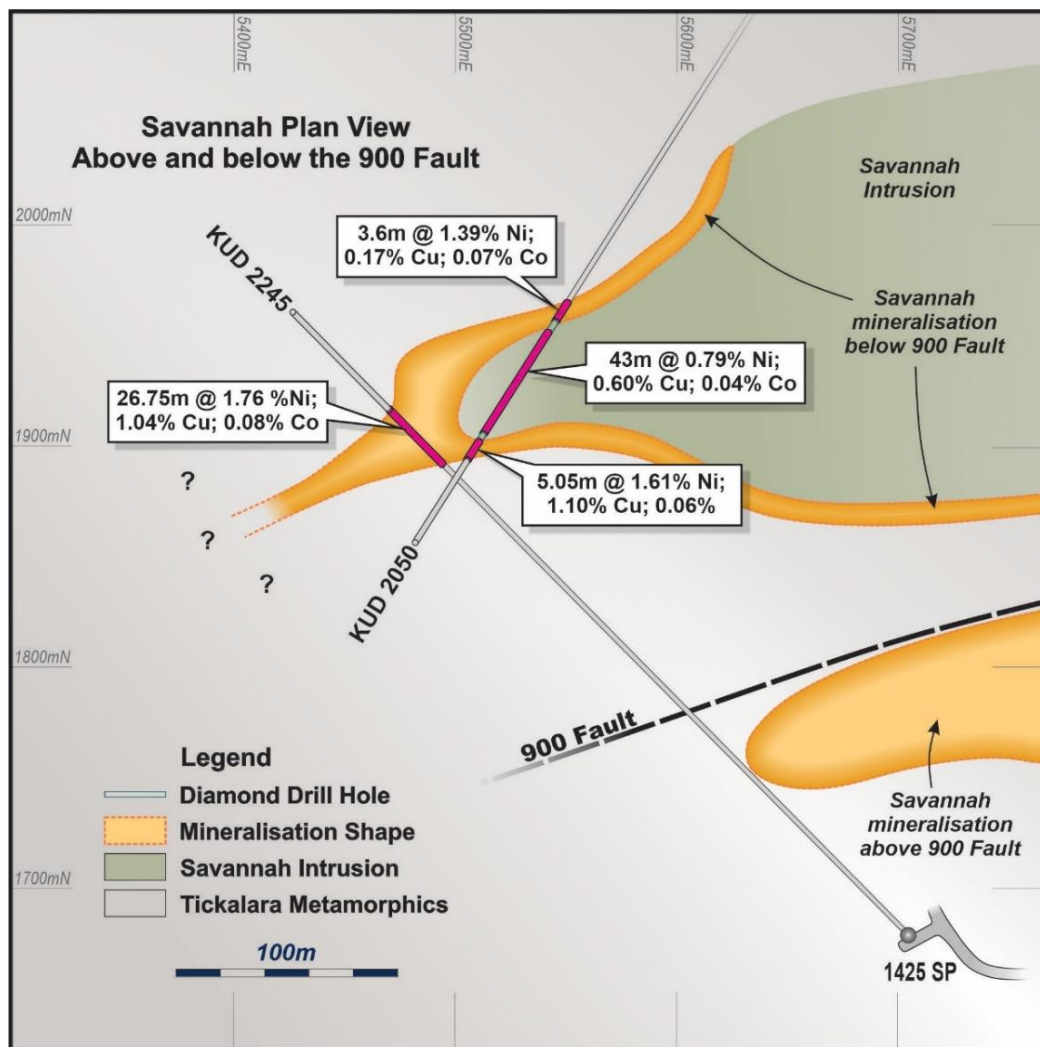 5400mE
5500mE
5600mE
5700mE
Savannah Plan View
Above and below the 900 Fault
Savannah
Intrusion
2000mN
3.6m @ 1.39% Ni;
0.17% Cu; 0.07% Co
KUD 2245
Savannah
mineralisation
below 900 Fault
43m @ 0.79% Ni;
0.60% Cu; 0.04% Co
26.75m @ 1.76 %Ni;
1.04% Cu; 0.08% Co
1900mN
5.05m @ 1.61% Ni;
1.10% Cu; 0.06%
?
?
?
KUD 2050
1800mN
900 Fault
Legend
Diamond Drill Hole
Mineralisation Shape
Savannah Intrusion
Tickalara Metamorphics
Savannah
mineralisation
above 900 Fault
1700mN
100m
1425 SP